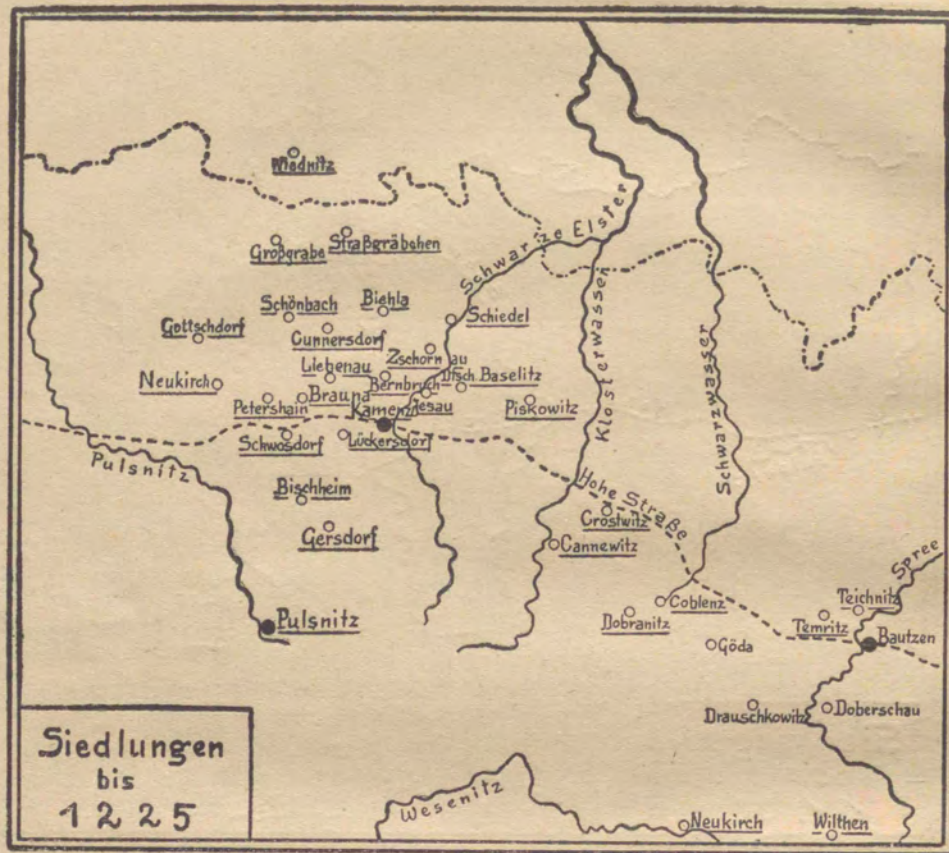 Wiednitz
Großgrabe
Straßgräbchen
Schwarze Elster
Schönbach
Biehla
Schiedel
Gottschdorf
Cunnersdorf
Zschornau
Liebenau
Neukirch
Bernbruch
Dtsch. Baselitz
Petershain
Brauna
Jesau
Piskowitz
Kamenz
Klosterwasser
Schwarzwasser
Schwosdorf
Lückersdorf
Pulsnitz
Bischheim
Hohe Straße
Crostwitz
Gersdorf
Cannewitz
Spree
Pulsnitz
Coblenz
Dobranitz
Teichnitz
Temritz
Bautzen
Göda
Drauschkowitz
Doberschau
Siedlungen
bis
1225
Wesenitz
Neukirch
Wilthen